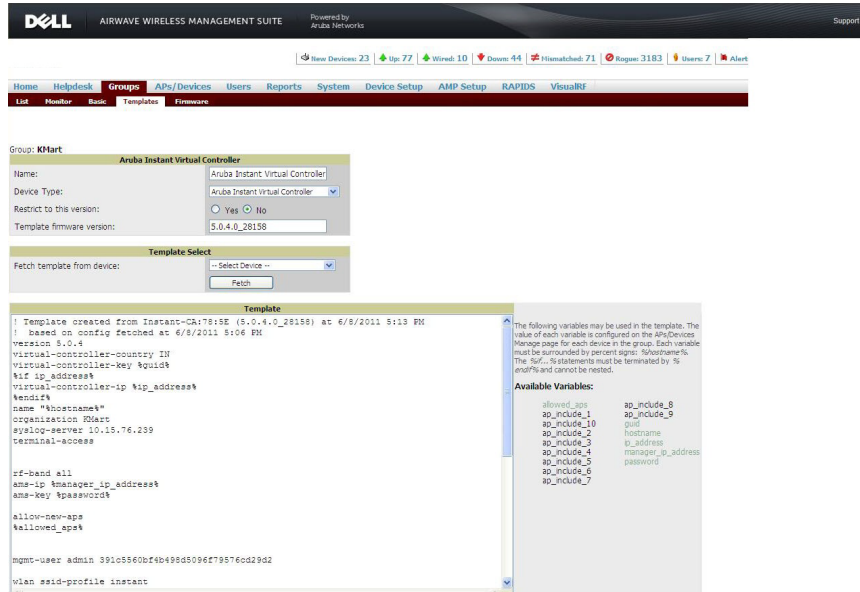 DELL AIRWAVE WIRELESS MANAGEMENT SUITE Powered by Support
Aruba Networks
New Devices: 23 Up: 77 Wired: 10 Down: 44 Mismatched: 71 Rogue: 3183 Users: 7 Alert
Home Helpdesk Groups APs/Devices Users Reports System Device Setup AMP Setup RAPIDS VisualRF
List Monitor Basic Templates Firmware
Group: KMart
Aruba Instant Virtual Controller
Name: Aruba Instant Virtual Controller
Device Type: Aruba Instant Virtual Controller
Restrict to this version: Yes No
Template firmware version: 5.0.4.0_28158
Template Select
Fetch template from device: -- Select Device --
Fetch
Template
! Template created from Instant-CA:78:5E (5.0.4.0_28158) at 6/8/2011 5:13 PM
! based on config fetched at 6/8/2011 5:06 PM
version 5.0.4
virtual-controller-country IN
virtual-controller-key %guid%
%if ip_address%
virtual-controller-ip %ip_address%
%endif%
name "%hostname%"
organization KMart
syslog-server 10.15.76.239
terminal-access
rf-band all
ams-ip %manager_ip_address%
ams-key %password%
allow-new-aps
%allowed_aps%
mgmt-user admin 391c5560bf4b498d5096f79576cd29d2
wlan ssid-profile instant
The following variables may be used in the template. The
value of each variable is configured on the APs/Devices
Manage page for each device in the group. Each variable
must be surrounded by percent signs: %hostname%.
The %if... % statements must be terminated by %
endif% and cannot be nested.
Available Variables:
allowed_aps ap_include_8
ap_include_1 ap_include_9
ap_include_10 guid
ap_include_2 hostname
ap_include_3 ip_address
ap_include_4 manager_ip_address
ap_include_5 password
ap_include_6
ap_include_7